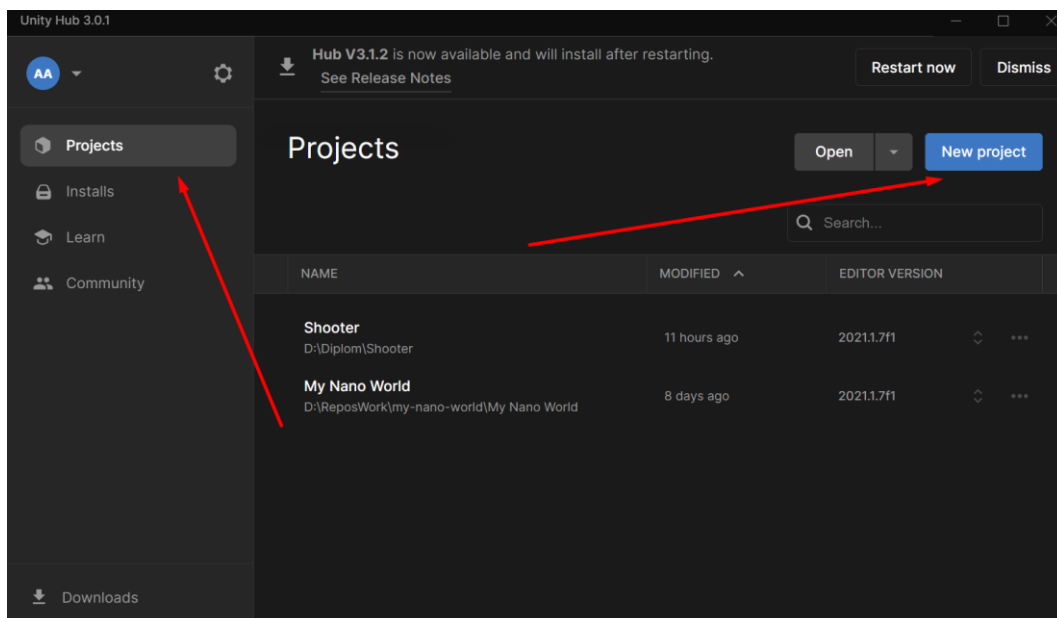 Unity Hub 3.0.1
AA
Hub V3.1.2 is now available and will install after restarting.
See Release Notes
Restart now
Dismiss
Projects
Installs
Learn
Community
Downloads
Projects
Open
New project
Search...
NAME MODIFIED EDITOR VERSION
Shooter
D:\Diplom\Shooter
11 hours ago 2021.1.7f1
My Nano World
D:\ReposWork\my-nano-world\My Nano World
8 days ago 2021.1.7f1